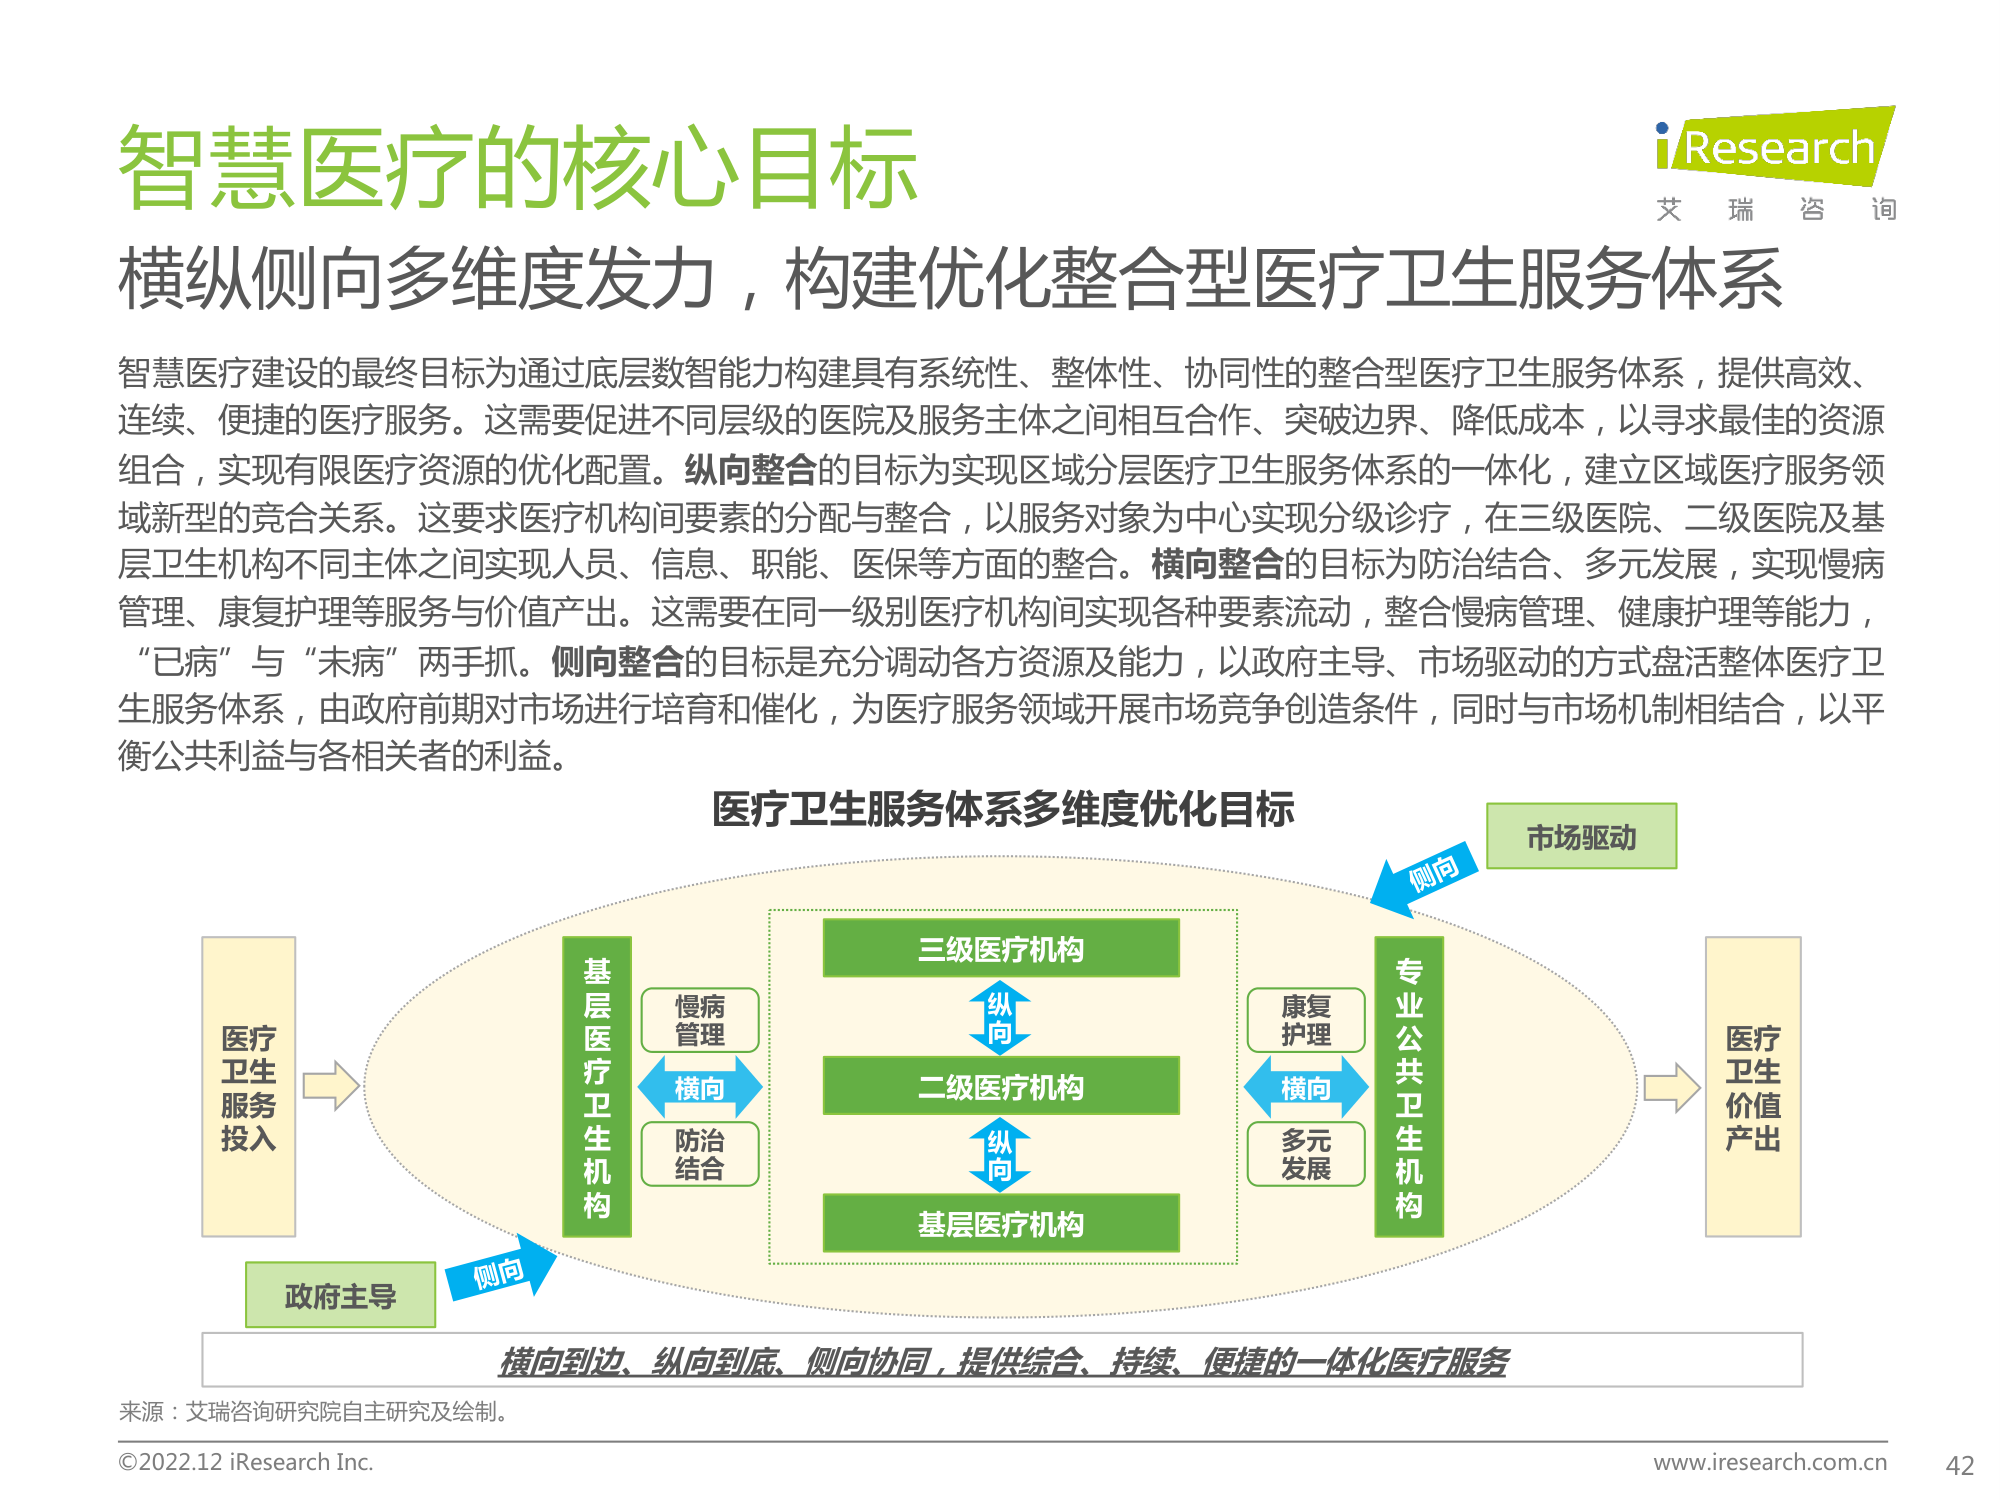 智慧医疗的核心目标
iResearch
艾瑞咨询
横纵侧向多维度发力，构建优化整合型医疗卫生服务体系
智慧医疗建设的最终目标为通过底层数智能力构建具有系统性、整体性、协同性的整合型医疗卫生服务体系，提供高效、
连续、便捷的医疗服务。这需要促进不同层级的医院及服务主体之间相互合作、突破边界、降低成本，以寻求最佳的资源
组合，实现有限医疗资源的优化配置。纵向整合的目标为实现区域分层医疗卫生服务体系的一体化，建立区域医疗服务领
域新型的竞合关系。这要求医疗机构间要素的分配与整合，以服务对象为中心实现分级诊疗，在三级医院、二级医院及基
层卫生机构不同主体之间实现人员、信息、职能、医保等方面的整合。横向整合的目标为防治结合、多元发展，实现慢病
管理、康复护理等服务与价值产出。这需要在同一级别医疗机构间实现各种要素流动，整合慢病管理、健康护理等能力，
“已病”与“未病”两手抓。侧向整合的目标是充分调动各方资源及能力，以政府主导、市场驱动的方式盘活整体医疗卫
生服务体系，由政府前期对市场进行培育和催化，为医疗服务领域开展市场竞争创造条件，同时与市场机制相结合，以平
衡公共利益与各相关者的利益。
医疗卫生服务体系多维度优化目标
市场驱动
侧向
医疗
卫生
服务
投入
基层医疗卫生机构
慢病
管理
横向
防治
结合
三级医疗机构
纵向
二级医疗机构
纵向
基层医疗机构
康复
护理
横向
多元
发展
专业公共卫生机构
医疗
卫生
价值
产出
政府主导
侧向
横向到边、纵向到底、侧向协同，提供综合、持续、便捷的一体化医疗服务
来源：艾瑞咨询研究院自主研究及绘制。
©2022.12 iResearch Inc.
www.iresearch.com.cn
42